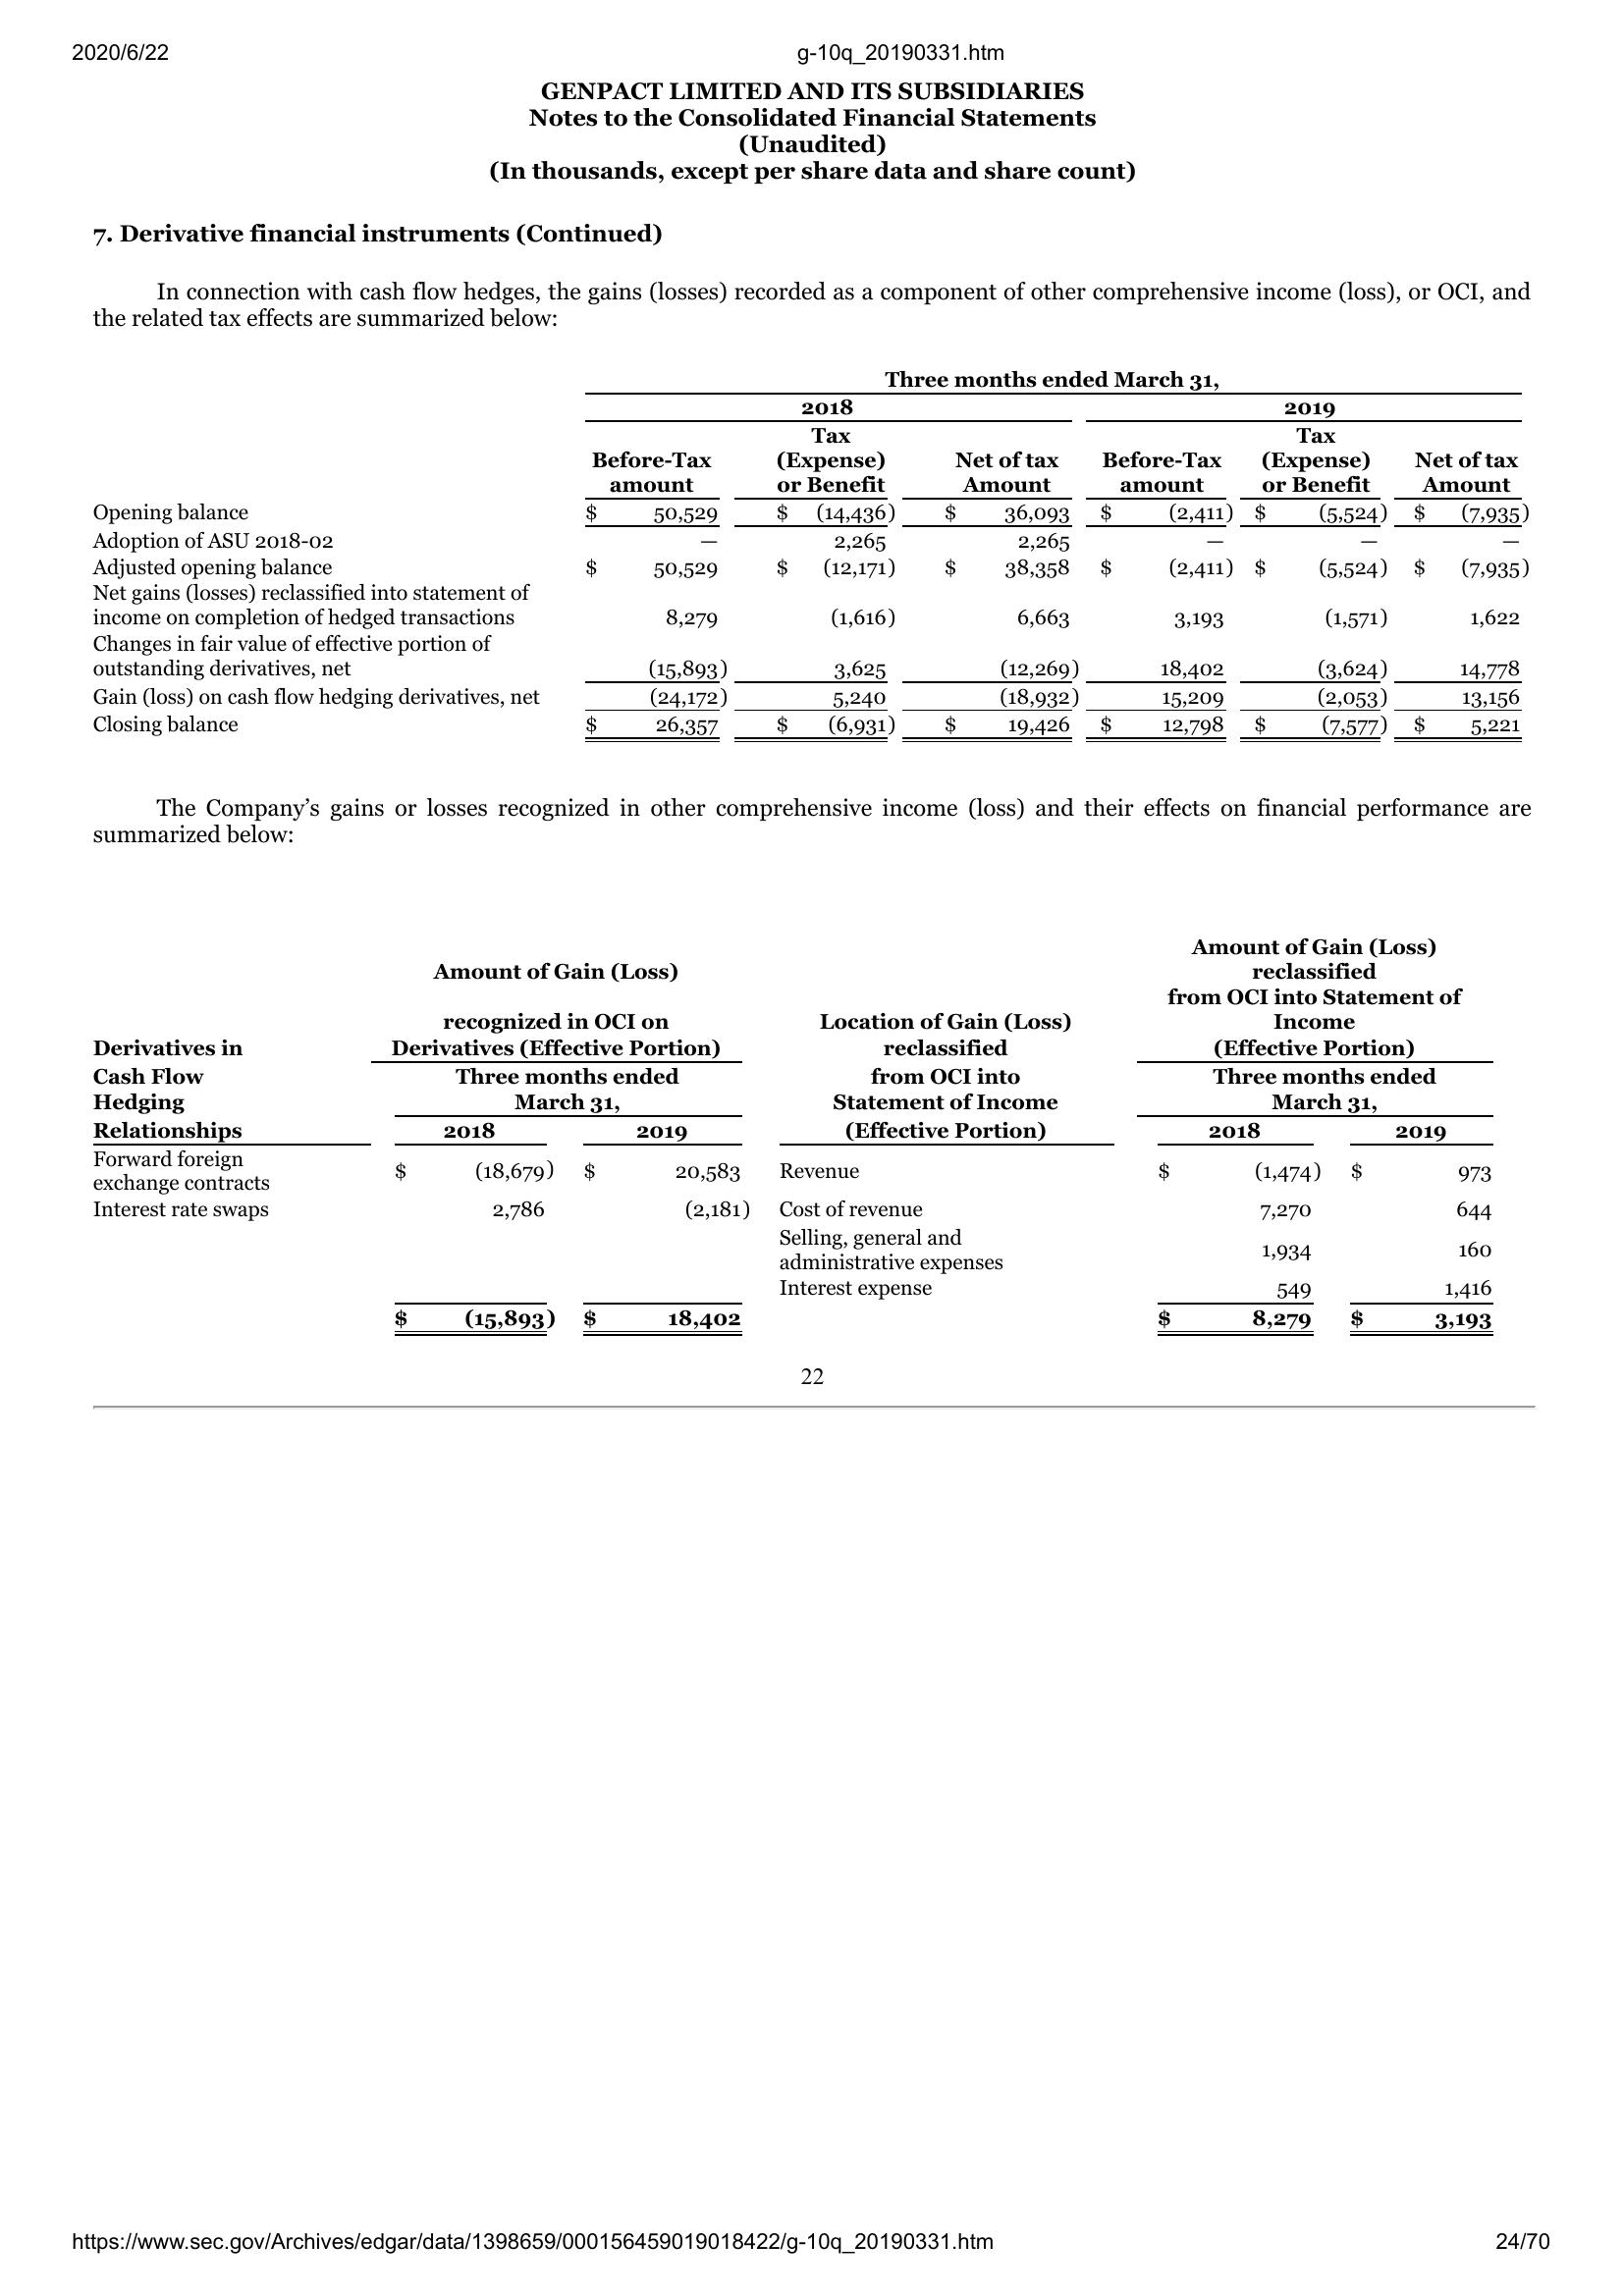 2020/6/22 g-10q_20190331.htm
GENPACT LIMITED AND ITS SUBSIDIARIES
Notes to the Consolidated Financial Statements
(Unaudited)
(In thousands, except per share data and share count)
7. Derivative financial instruments (Continued)
In connection with cash flow hedges, the gains (losses) recorded as a component of other comprehensive income (loss), or OCI, and
the related tax effects are summarized below:
Three months ended March 31,
2018 2019
Tax Tax
Before-Tax (Expense) Net of tax Before-Tax (Expense) Net of tax
amount or Benefit Amount amount or Benefit Amount
Opening balance $ 50,529 $ (14,436) $ 36,093 $ (2,411) $ (5,524) $ (7,935)
Adoption of ASU 2018-02 — 2,265 2,265 — — —
Adjusted opening balance $ 50,529 $ (12,171) $ 38,358 $ (2,411) $ (5,524) $ (7,935)
Net gains (losses) reclassified into statement of
income on completion of hedged transactions 8,279 (1,616) 6,663 3,193 (1,571) 1,622
Changes in fair value of effective portion of
outstanding derivatives, net (15,893) 3,625 (12,269) 18,402 (3,624) 14,778
Gain (loss) on cash flow hedging derivatives, net (24,172) 5,240 (18,932) 15,209 (2,053) 13,156
Closing balance $ 26,357 $ (6,931) $ 19,426 $ 12,798 $ (7,577) $ 5,221
The Company’s gains or losses recognized in other comprehensive income (loss) and their effects on financial performance are
summarized below:
Amount of Gain (Loss)
Amount of Gain (Loss) reclassified
from OCI into Statement of
recognized in OCI on Location of Gain (Loss) Income
Derivatives in Derivatives (Effective Portion) reclassified (Effective Portion)
Cash Flow Three months ended from OCI into Three months ended
Hedging March 31, Statement of Income March 31,
Relationships 2018 2019 (Effective Portion) 2018 2019
Forward foreign
exchange contracts $ (18,679) $ 20,583 Revenue $ (1,474) $ 973
Interest rate swaps 2,786 (2,181) Cost of revenue 7,270 644
Selling, general and
administrative expenses 1,934 160
Interest expense 549 1,416
$ (15,893) $ 18,402 $ 8,279 $ 3,193
22
https://www.sec.gov/Archives/edgar/data/1398659/000156459019018422/g-10q_20190331.htm 24/70